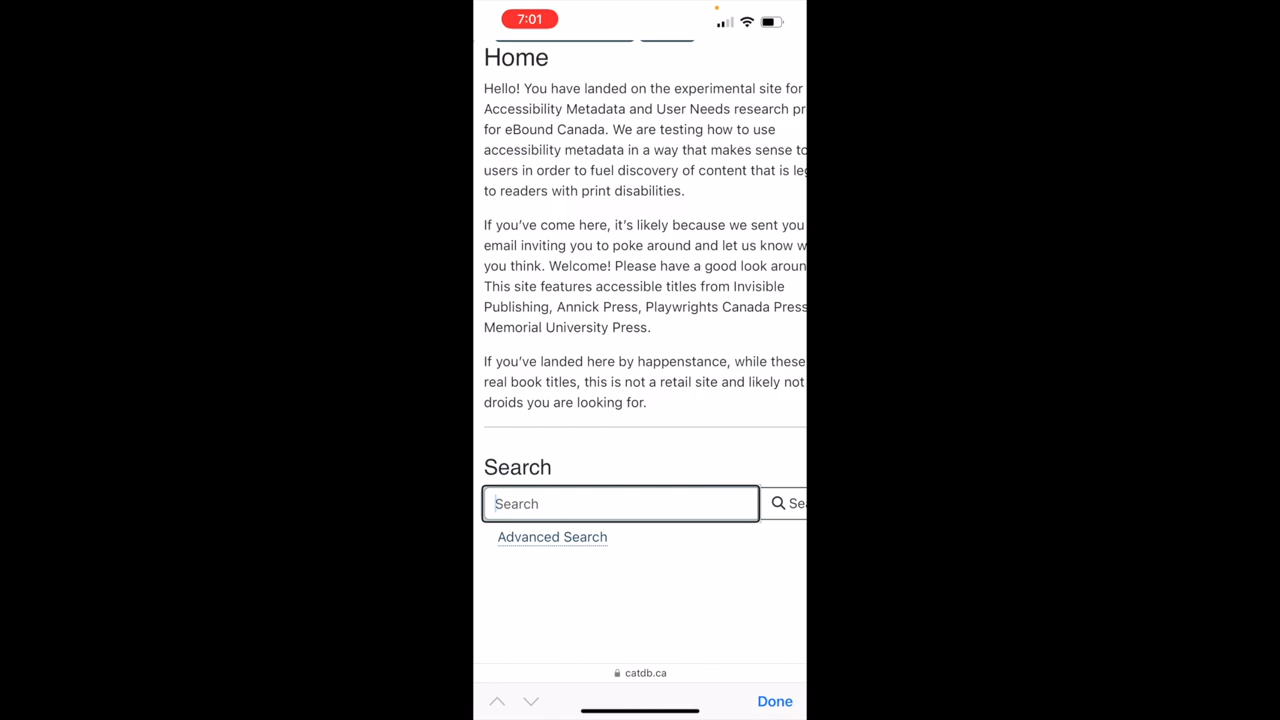 7:01
Home
Hello! You have landed on the experimental site for
Accessibility Metadata and User Needs research pr
for eBound Canada. We are testing how to use
accessibility metadata in a way that makes sense to
users in order to fuel discovery of content that is leg
to readers with print disabilities.
If you’ve come here, it’s likely because we sent you
email inviting you to poke around and let us know w
you think. Welcome! Please have a good look aroun
This site features accessible titles from Invisible
Publishing, Annick Press, Playwrights Canada Press
Memorial University Press.
If you’ve landed here by happenstance, while these
real book titles, this is not a retail site and likely not
droids you are looking for.
Search
Search Sea
Advanced Search
catdb.ca
Done